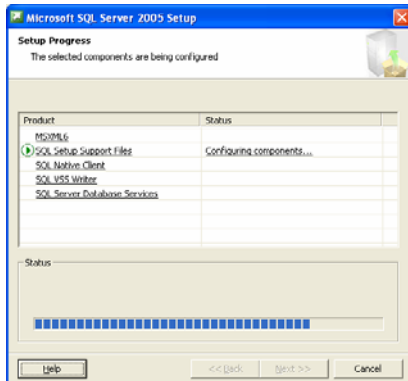 Microsoft SQL Server 2005 Setup
Setup Progress
The selected components are being configured
Product Status
MSXML6
SQL Setup Support Files Configuring components...
SQL Native Client
SQL VSS Writer
SQL Server Database Services
Status
Help << Back Next >> Cancel